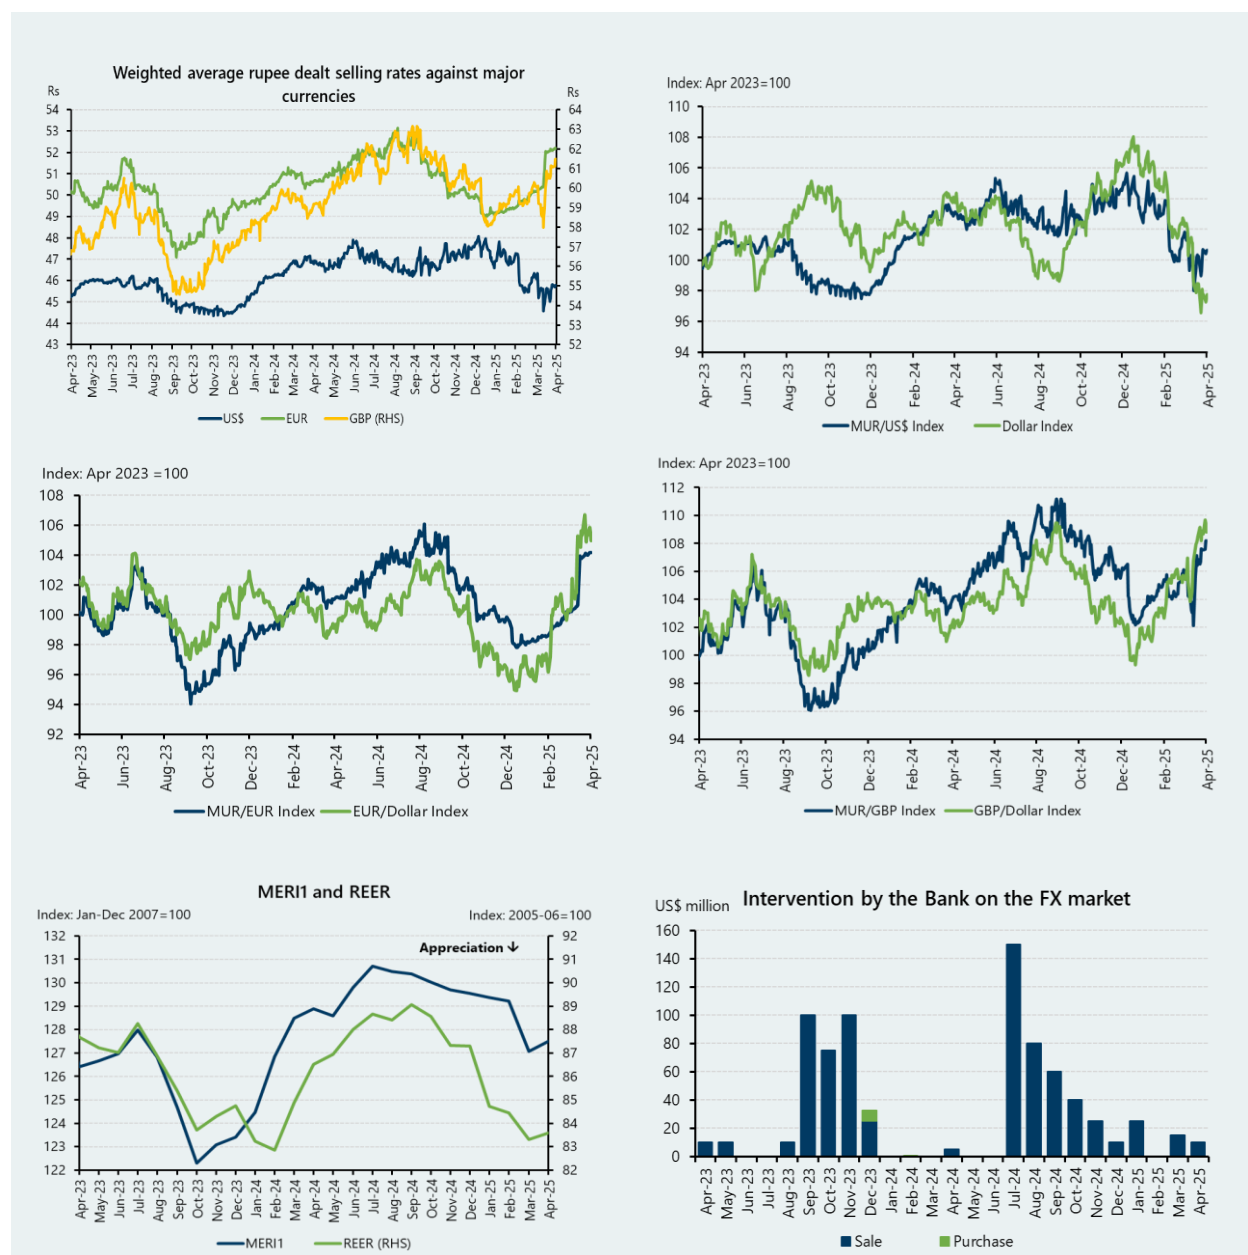 Weighted average rupee dealt selling rates against major
currencies
Rs
Rs
54
53
52
51
50
49
48
47
46
45
44
43
64
63
62
61
60
59
58
57
56
55
54
53
52
Apr-23
May-23
Jun-23
Jul-23
Aug-23
Sep-23
Oct-23
Nov-23
Dec-23
Jan-24
Feb-24
Mar-24
Apr-24
May-24
Jun-24
Jul-24
Aug-24
Sep-24
Oct-24
Nov-24
Dec-24
Jan-25
Feb-25
Mar-25
Apr-25
US$ EUR GBP (RHS)
Index: Apr 2023=100
110
108
106
104
102
100
98
96
94
Apr-23
Jun-23
Aug-23
Oct-23
Dec-23
Feb-24
Apr-24
Jun-24
Aug-24
Oct-24
Dec-24
Feb-25
Apr-25
MUR/US$ Index Dollar Index
Index: Apr 2023 =100
108
106
104
102
100
98
96
94
92
Apr-23
Jun-23
Aug-23
Oct-23
Dec-23
Feb-24
Apr-24
Jun-24
Aug-24
Oct-24
Dec-24
Feb-25
Apr-25
MUR/EUR Index EUR/Dollar Index
Index: Apr 2023=100
112
110
108
106
104
102
100
98
96
94
Apr-23
Jun-23
Aug-23
Oct-23
Dec-23
Feb-24
Apr-24
Jun-24
Aug-24
Oct-24
Dec-24
Feb-25
Apr-25
MUR/GBP Index GBP/Dollar Index
MERI1 and REER
Index: Jan-Dec 2007=100
Index: 2005-06=100
Appreciation ↓
132
131
130
129
128
127
126
125
124
123
122
92
91
90
89
88
87
86
85
84
83
82
Apr-23
May-23
Jun-23
Jul-23
Aug-23
Sep-23
Oct-23
Nov-23
Dec-23
Jan-24
Feb-24
Mar-24
Apr-24
May-24
Jun-24
Jul-24
Aug-24
Sep-24
Oct-24
Nov-24
Dec-24
Jan-25
Feb-25
Mar-25
Apr-25
MERI1 REER (RHS)
Intervention by the Bank on the FX market
US$ million
160
140
120
100
80
60
40
20
0
Apr-23
May-23
Jun-23
Jul-23
Aug-23
Sep-23
Oct-23
Nov-23
Dec-23
Jan-24
Feb-24
Mar-24
Apr-24
May-24
Jun-24
Jul-24
Aug-24
Sep-24
Oct-24
Nov-24
Dec-24
Jan-25
Feb-25
Mar-25
Apr-25
Sale Purchase